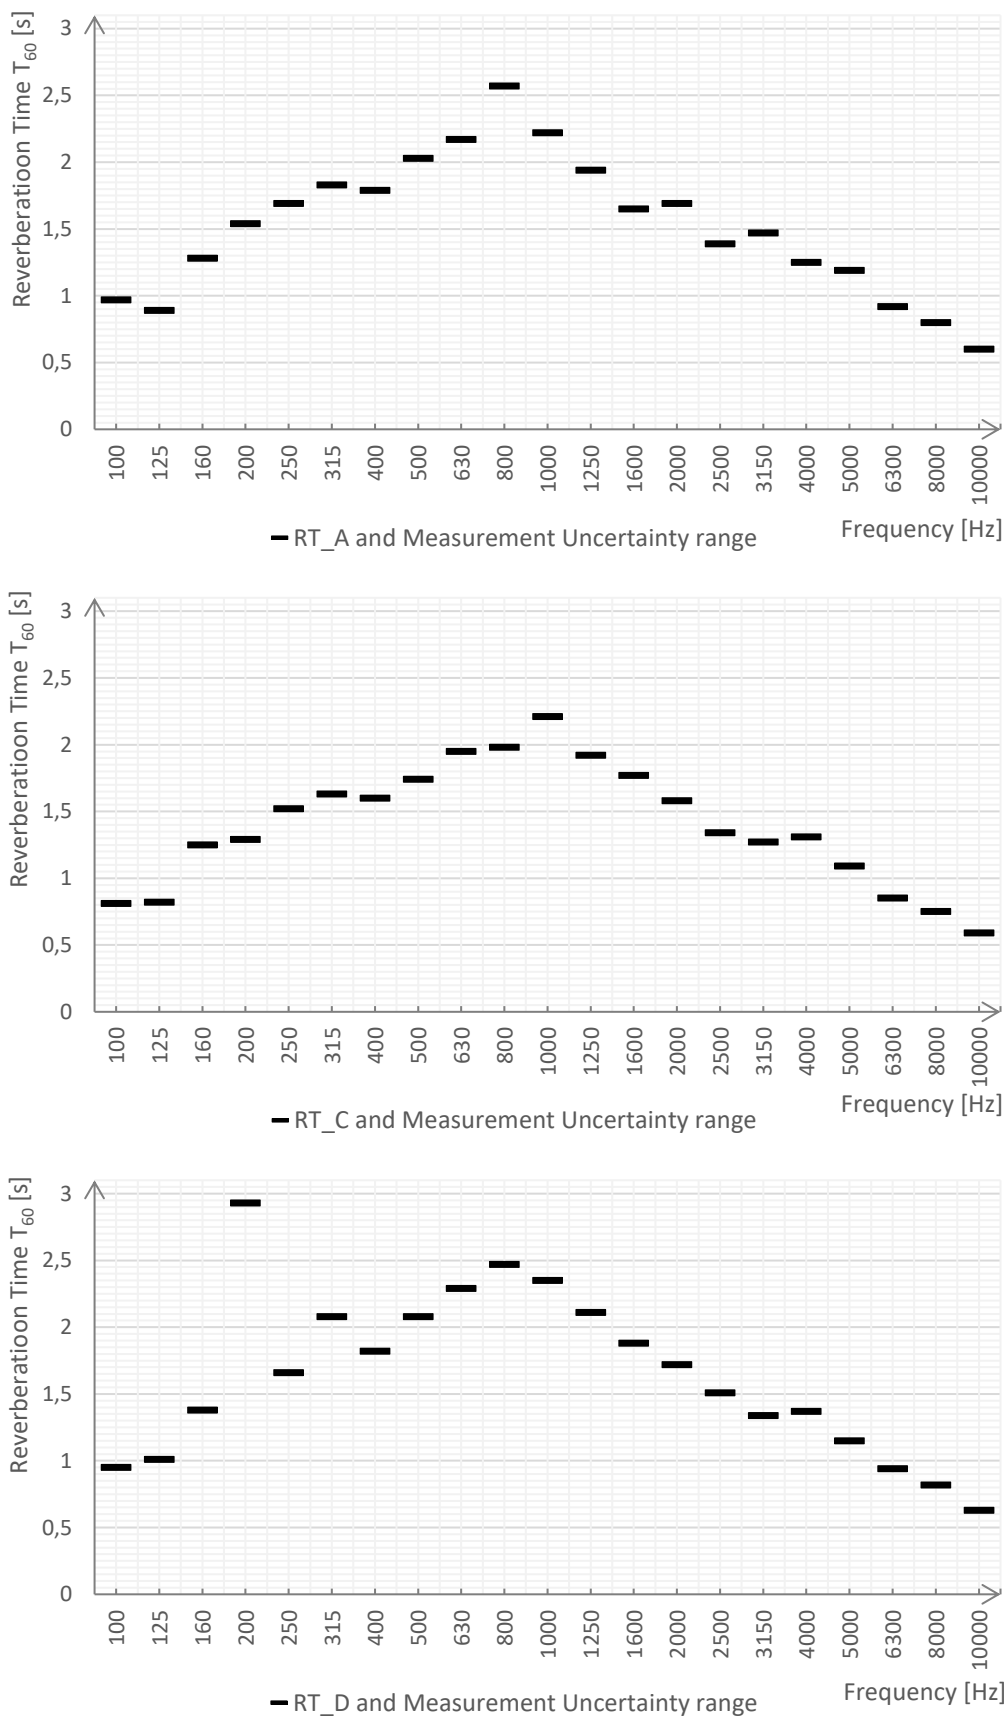 Reverberatioon Time T60 [s]
3
2,5
2
1,5
1
0,5
0
100 125 160 200 250 315 400 500 630 800 1000 1250 1600 2000 2500 3150 4000 5000 6300 8000 10000
Frequency [Hz]
RT_A and Measurement Uncertainty range
Reverberatioon Time T60 [s]
3
2,5
2
1,5
1
0,5
0
100 125 160 200 250 315 400 500 630 800 1000 1250 1600 2000 2500 3150 4000 5000 6300 8000 10000
Frequency [Hz]
RT_C and Measurement Uncertainty range
Reverberatioon Time T60 [s]
3
2,5
2
1,5
1
0,5
0
100 125 160 200 250 315 400 500 630 800 1000 1250 1600 2000 2500 3150 4000 5000 6300 8000 10000
Frequency [Hz]
RT_D and Measurement Uncertainty range